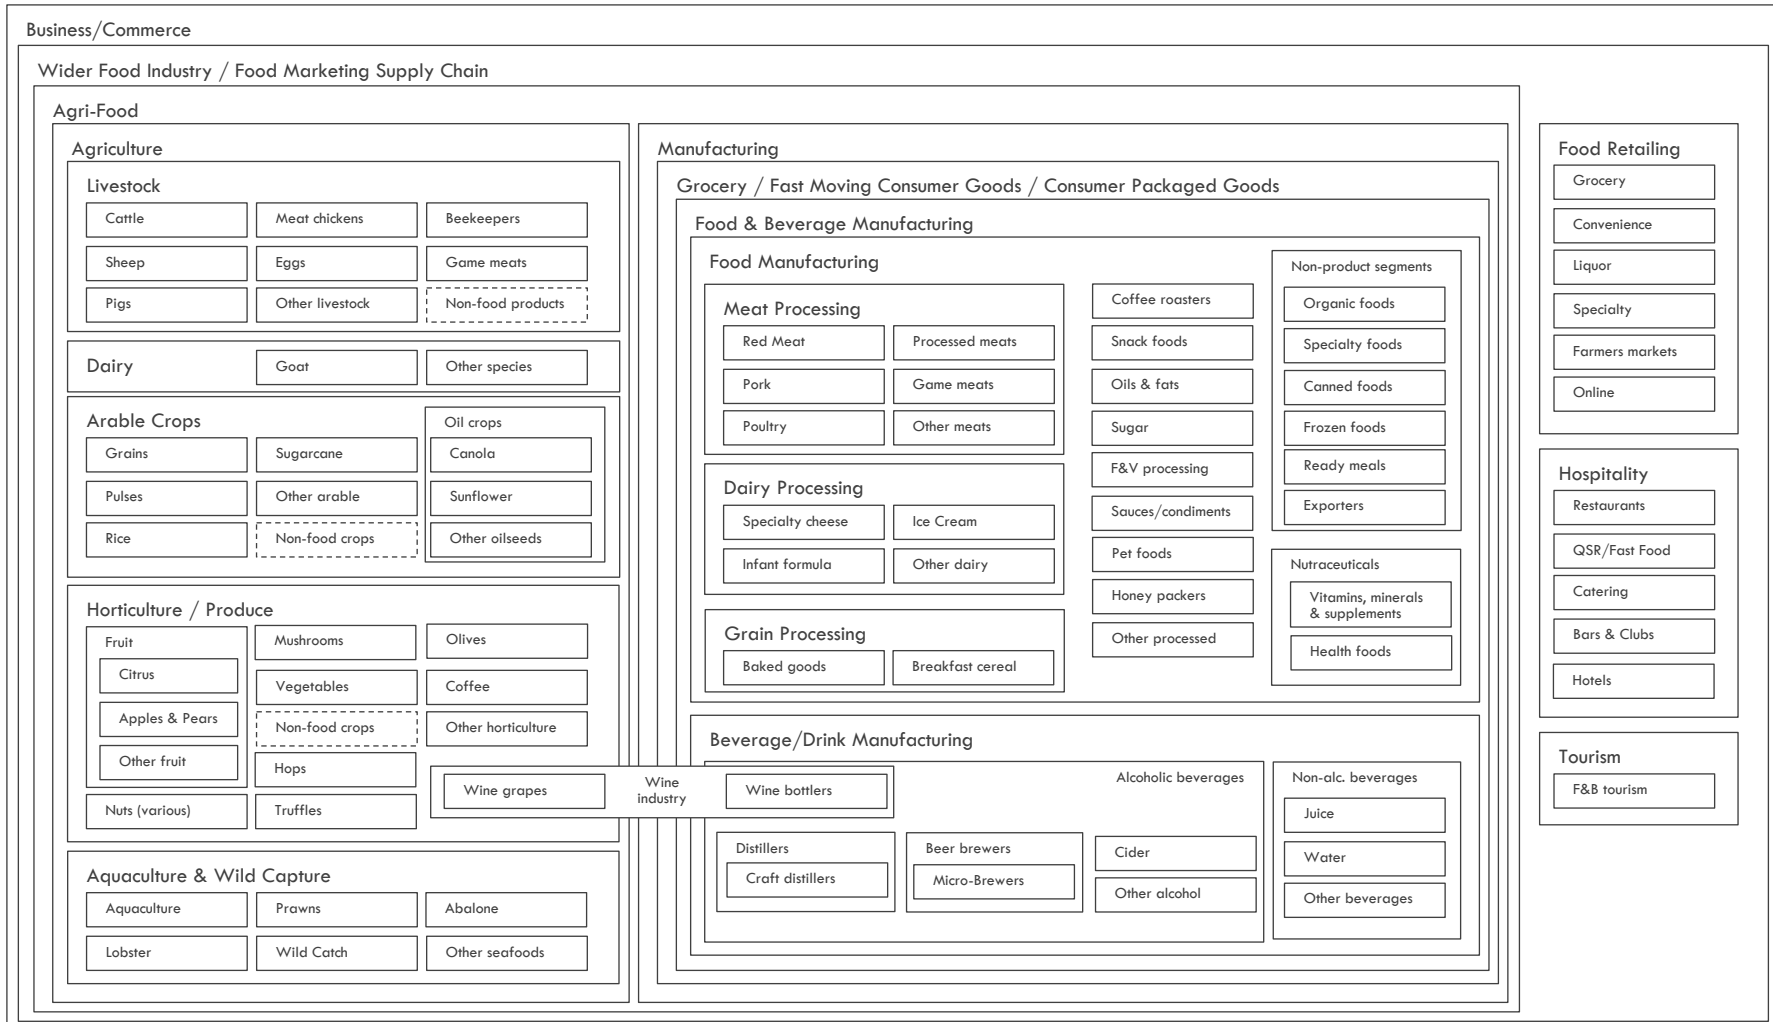 Business/Commerce
Wider Food Industry / Food Marketing Supply Chain
Agri-Food
Agriculture
Livestock
Cattle
Meat chickens
Beekeepers
Sheep
Eggs
Game meats
Pigs
Other livestock
Non-food products
Dairy
Goat
Other species
Arable Crops
Grains
Sugarcane
Pulses
Other arable
Rice
Non-food crops
Oil crops
Canola
Sunflower
Other oilseeds
Horticulture / Produce
Fruit
Citrus
Apples & Pears
Other fruit
Nuts (various)
Mushrooms
Vegetables
Non-food crops
Hops
Truffles
Olives
Coffee
Other horticulture
Wine grapes
Wine
industry
Wine bottlers
Aquaculture & Wild Capture
Aquaculture
Prawns
Abalone
Lobster
Wild Catch
Other seafoods
Manufacturing
Grocery / Fast Moving Consumer Goods / Consumer Packaged Goods
Food & Beverage Manufacturing
Food Manufacturing
Meat Processing
Red Meat
Processed meats
Pork
Game meats
Poultry
Other meats
Dairy Processing
Specialty cheese
Ice Cream
Infant formula
Other dairy
Grain Processing
Baked goods
Breakfast cereal
Coffee roasters
Snack foods
Oils & fats
Sugar
F&V processing
Sauces/condiments
Pet foods
Honey packers
Other processed
Non-product segments
Organic foods
Specialty foods
Canned foods
Frozen foods
Ready meals
Exporters
Nutraceuticals
Vitamins, minerals
& supplements
Health foods
Beverage/Drink Manufacturing
Alcoholic beverages
Distillers
Craft distillers
Beer brewers
Micro-Brewers
Cider
Other alcohol
Non-alc. beverages
Juice
Water
Other beverages
Food Retailing
Grocery
Convenience
Liquor
Specialty
Farmers markets
Online
Hospitality
Restaurants
QSR/Fast Food
Catering
Bars & Clubs
Hotels
Tourism
F&B tourism